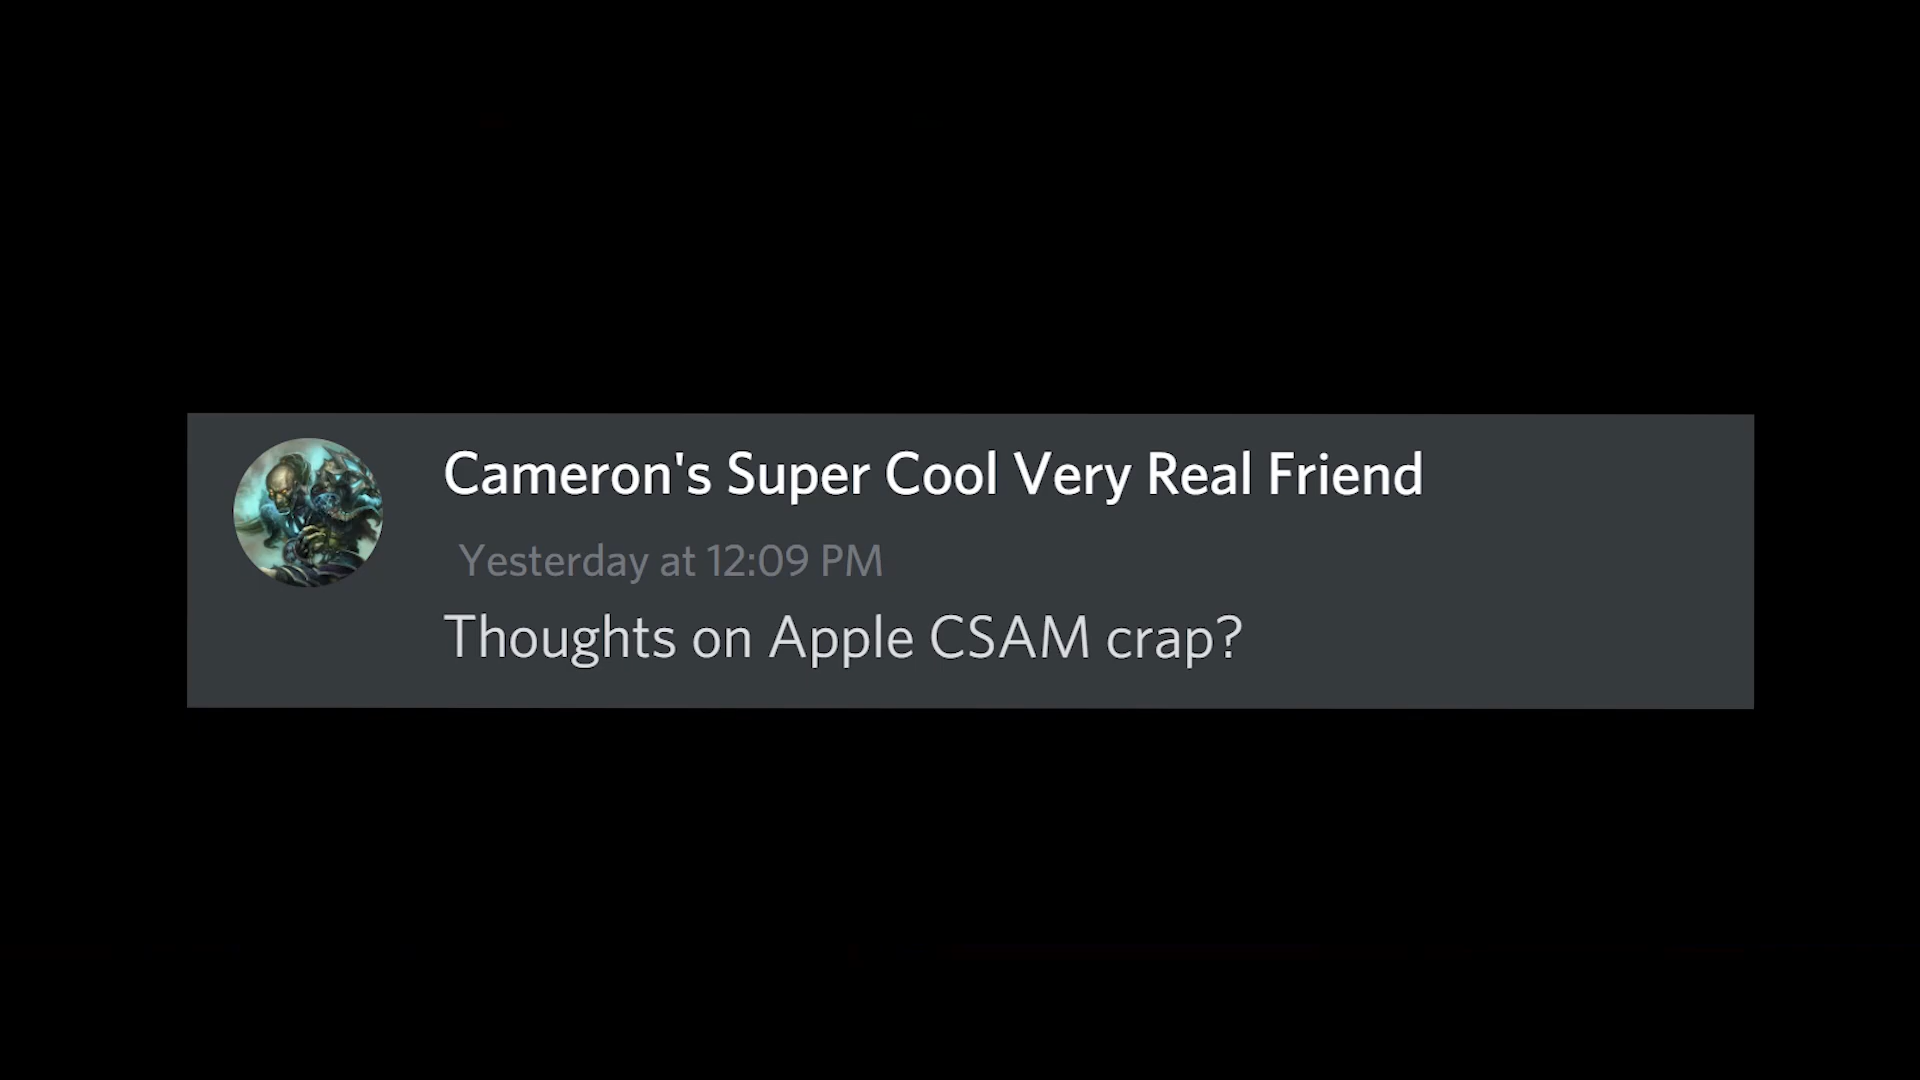 Cameron's Super Cool Very Real Friend
Yesterday at 12:09 PM
Thoughts on Apple CSAM crap?